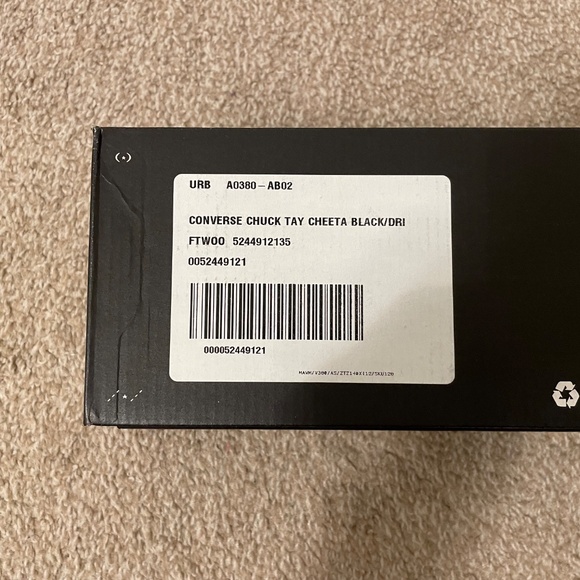 URB A0380-AB02
CONVERSE CHUCK TAY CHEETA BLACK/DRI
FTWOO 5244912135
0052449121
000052449121